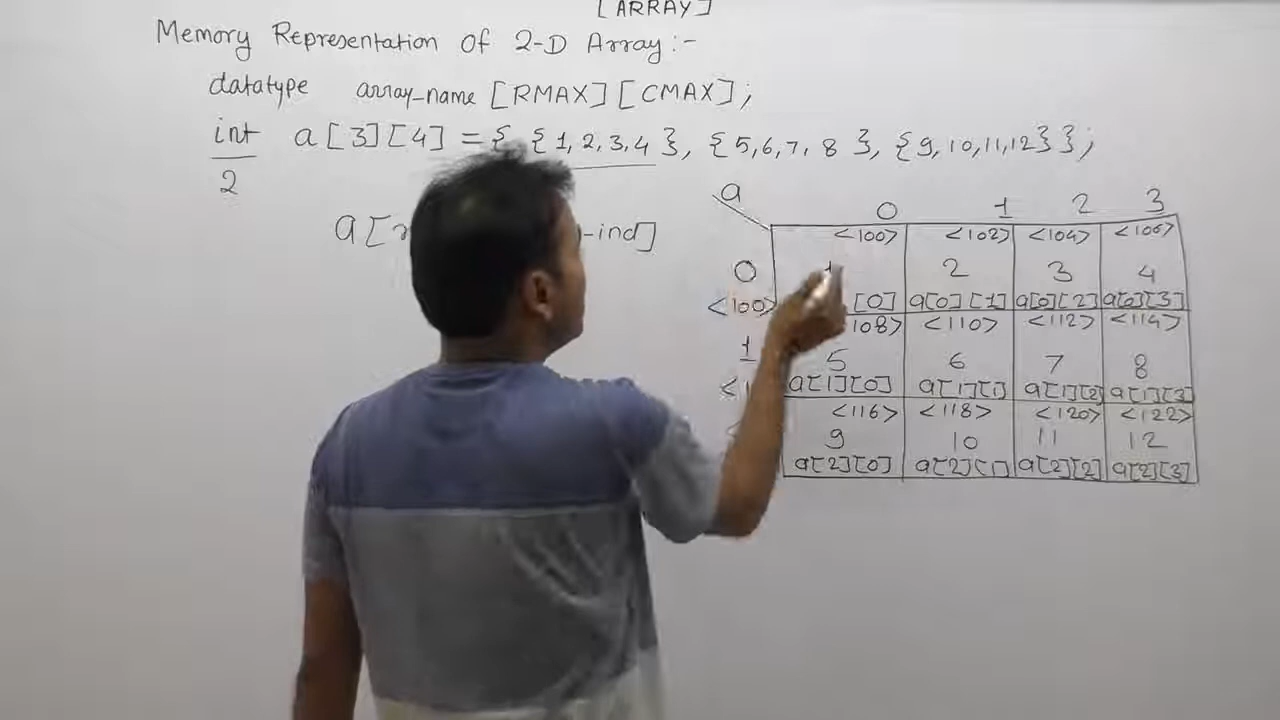 [ARRAY]
Memory Representation Of 2-D Array:-
datatype array-name [RMAX][CMAX];
int a[3][4] = { {1,2,3,4}, {5,6,7,8}, {9,10,11,12} };
2
a[ -ind]
a 0 1 2 3
<100> <102> <104> <106>
0 1 2 3 4
<100> [0] a[0][1] a[0][2] a[0][3]
108> <110> <112> <114>
1 5 6 7 8
a[1][0] a[1][1] a[1][2] a[1][3]
<116> <118> <120> <122>
9 10 11 12
a[2][0] a[2][1] a[2][2] a[2][3]